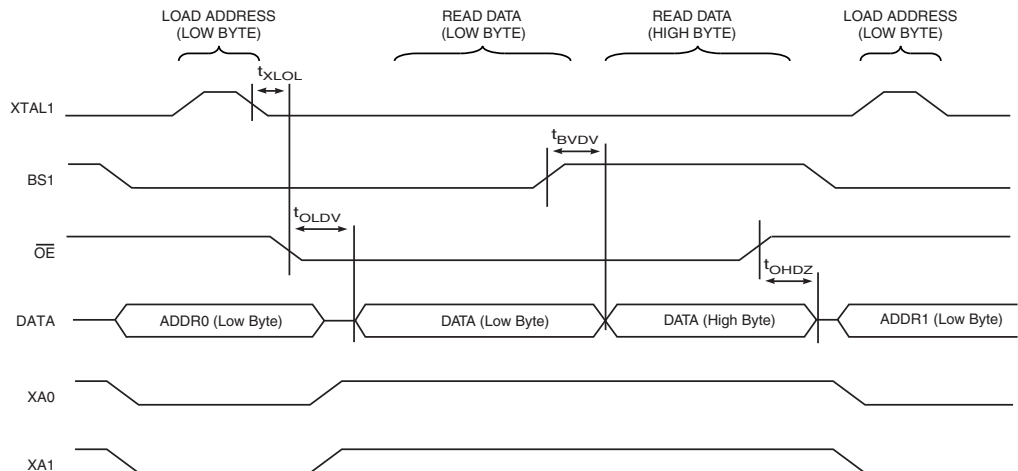 LOAD ADDRESS
(LOW BYTE)
READ DATA
(LOW BYTE)
READ DATA
(HIGH BYTE)
LOAD ADDRESS
(LOW BYTE)
tXLOL
XTAL1
tBVDV
BS1
tOLDV
OE
tOHDZ
DATA
ADDR0 (Low Byte)
DATA (Low Byte)
DATA (High Byte)
ADDR1 (Low Byte)
XA0
XA1